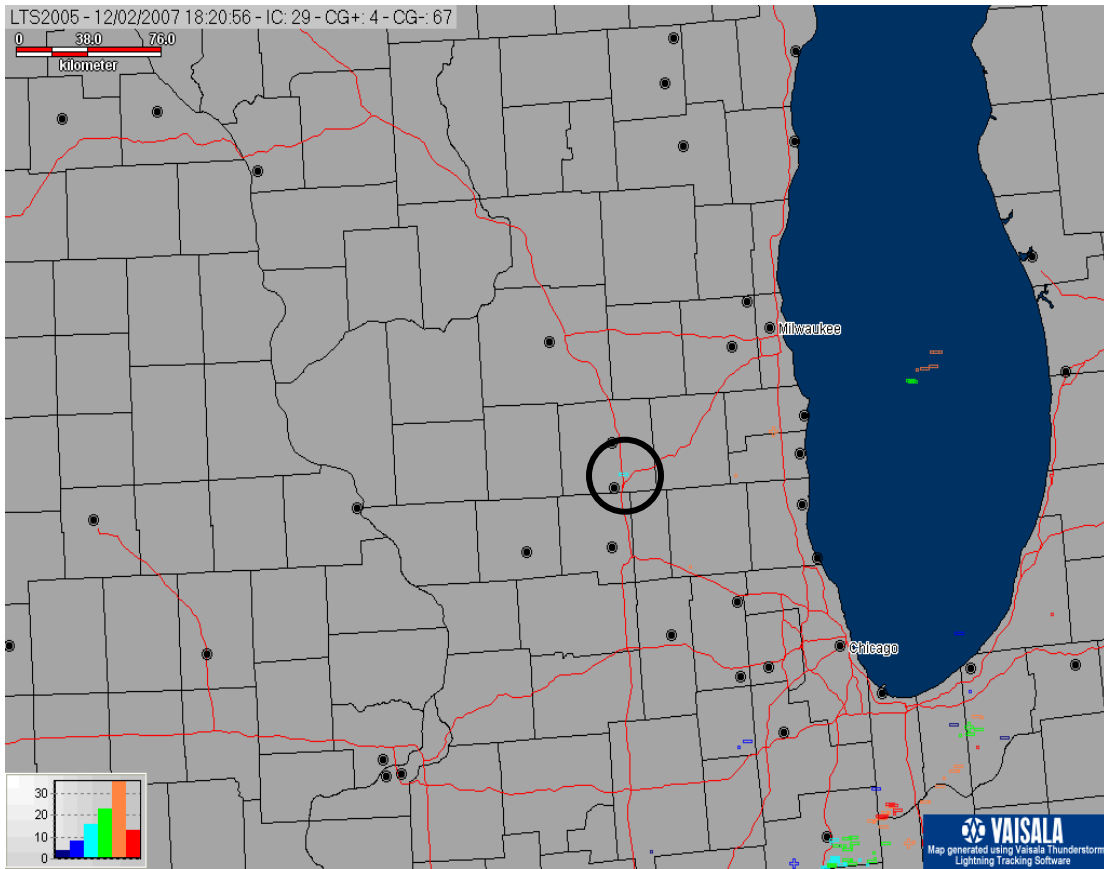 LTS2005 - 12/02/2007 18:20:56 - IC: 29 - CG+: 4 - CG-: 67
0 38.0 76.0
kilometer
Milwaukee
Chicago
30
20
10
0
VAISALA
Map generated using Vaisala Thunderstorm
Lightning Tracking Software